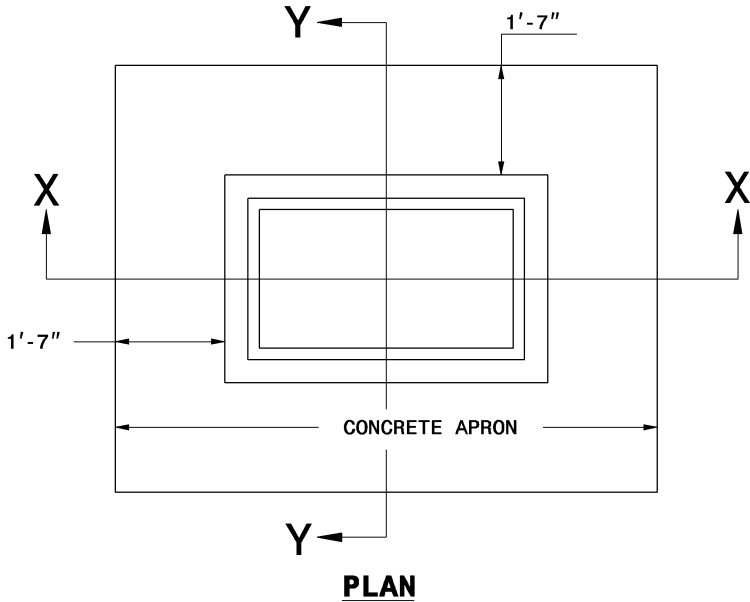 Y
1'-7"
X
X
1'-7"
CONCRETE APRON
Y
PLAN